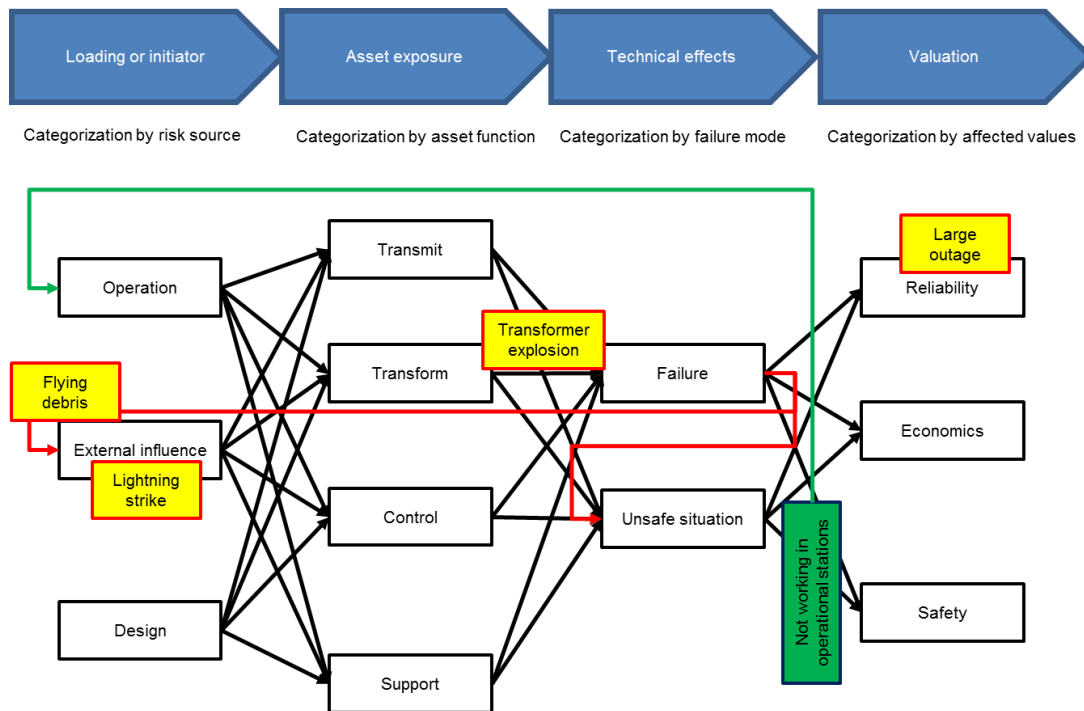 Loading or initiator
Asset exposure
Technical effects
Valuation
Categorization by risk source
Categorization by asset function
Categorization by failure mode
Categorization by affected values
Transmit
Large
outage
Operation
Reliability
Transformer
explosion
Transform
Failure
Flying
debris
External influence
Economics
Lightning
strike
Control
Unsafe situation
Not working in
operational stations
Design
Safety
Support